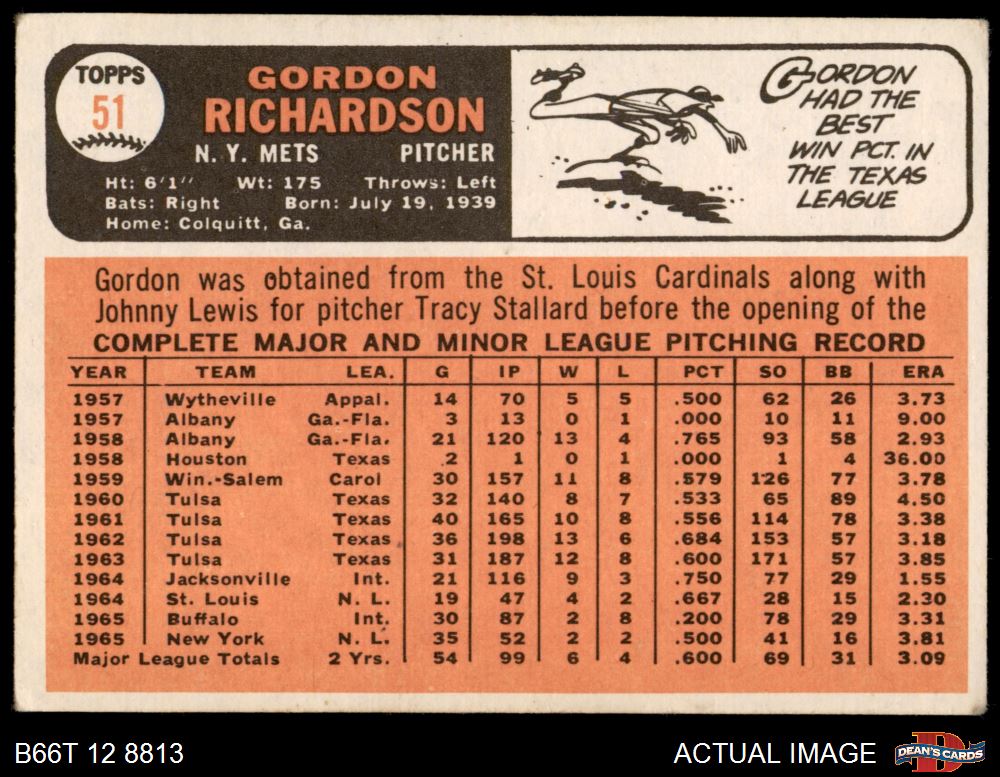 TOPPS
51
GORDON
RICHARDSON
N. Y. METS PITCHER
Ht: 6'1" Wt: 175 Throws: Left
Bats: Right Born: July 19, 1939
Home: Colquitt, Ga.
GORDON
HAD THE
BEST
WIN PCT. IN
THE TEXAS
LEAGUE
Gordon was obtained from the St. Louis Cardinals along with
Johnny Lewis for pitcher Tracy Stallard before the opening of the
COMPLETE MAJOR AND MINOR LEAGUE PITCHING RECORD
YEAR TEAM LEA. G IP W L PCT SO BB ERA
1957 Wytheville Appal. 14 70 5 5 .500 62 26 3.73
1957 Albany Ga.-Fla. 3 13 0 1 .000 10 11 9.00
1958 Albany Ga.-Fla. 21 120 13 4 .765 93 58 2.93
1958 Houston Texas 2 1 0 1 .000 1 4 36.00
1959 Win.-Salem Carol 30 157 11 8 .579 126 77 3.78
1960 Tulsa Texas 32 140 8 7 .533 65 89 4.50
1961 Tulsa Texas 40 165 10 8 .556 114 78 3.38
1962 Tulsa Texas 36 198 13 6 .684 153 57 3.18
1963 Tulsa Texas 31 187 12 8 .600 171 57 3.85
1964 Jacksonville Int. 21 116 9 3 .750 77 29 1.55
1964 St. Louis N. L. 19 47 4 2 .667 28 15 2.30
1965 Buffalo Int. 30 87 2 8 .200 78 29 3.31
1965 New York N. L. 35 52 2 2 .500 41 16 3.81
Major League Totals 2 Yrs. 54 99 6 4 .600 69 31 3.09
B66T 12 8813 ACTUAL IMAGE DEAN'S CARDS